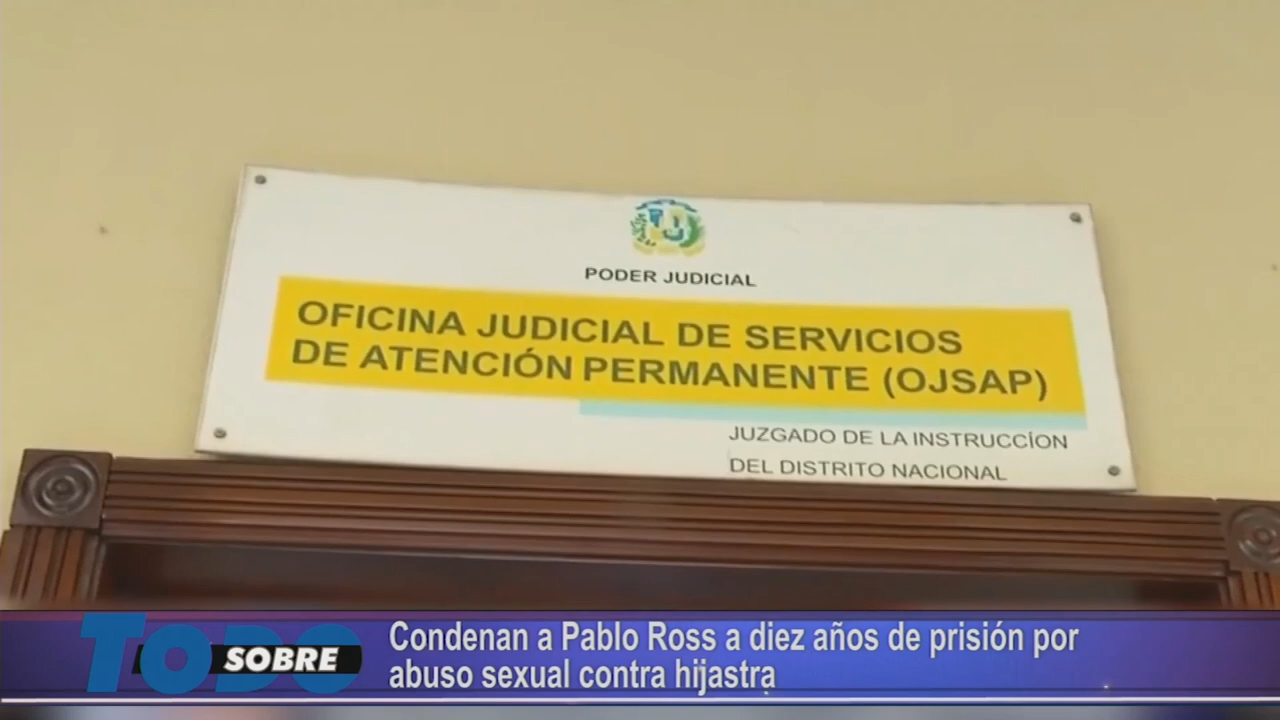 PODER JUDICIAL
OFICINA JUDICIAL DE SERVICIOS
DE ATENCIÓN PERMANENTE (OJSAP)
JUZGADO DE LA INSTRUCCÍON
DEL DISTRITO NACIONAL
TODO SOBRE
Condenan a Pablo Ross a diez años de prisión por
abuso sexual contra hijastra